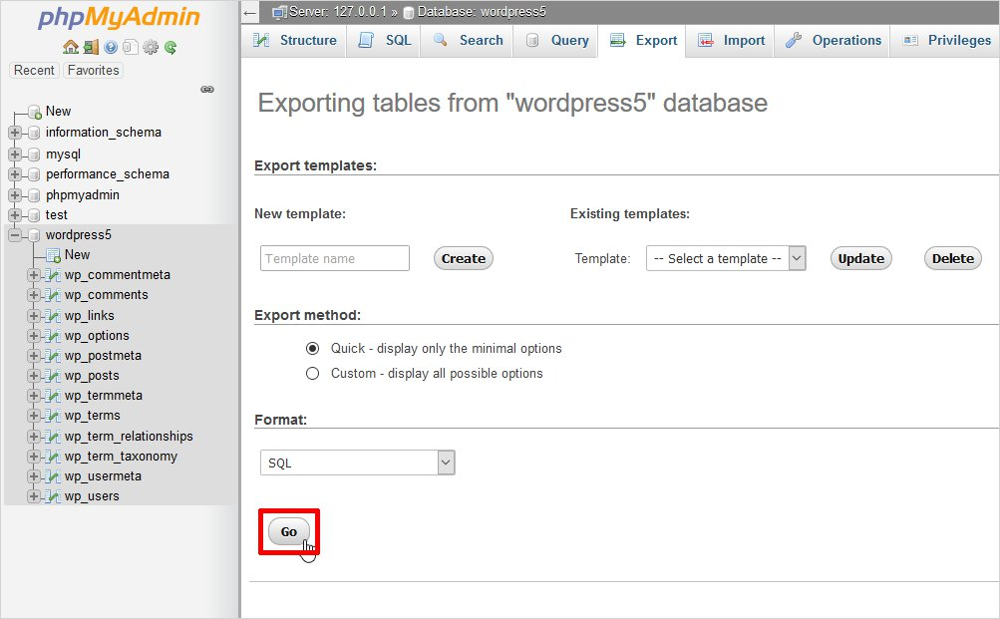 phpMyAdmin
Recent Favorites
New
information_schema
mysql
performance_schema
phpmyadmin
test
wordpress5
New
wp_commentmeta
wp_comments
wp_links
wp_options
wp_postmeta
wp_posts
wp_termmeta
wp_terms
wp_term_relationships
wp_term_taxonomy
wp_usermeta
wp_users
Server: 127.0.0.1 » Database: wordpress5
Structure SQL Search Query Export Import Operations Privileges
Exporting tables from "wordpress5" database
Export templates:
New template: Existing templates:
Template name Create Template: -- Select a template -- Update Delete
Export method:
Quick - display only the minimal options
Custom - display all possible options
Format:
SQL
Go